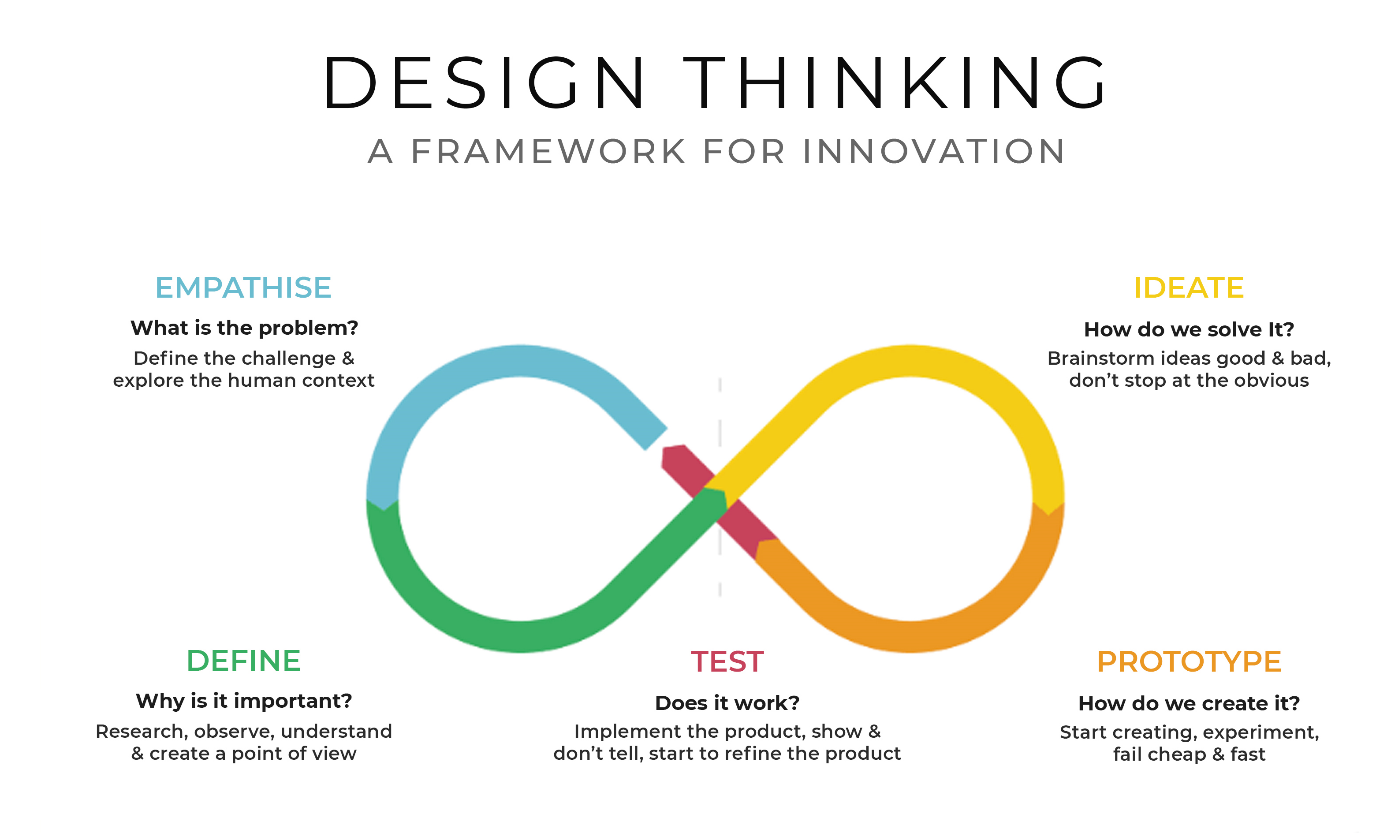 DESIGN THINKING
A FRAMEWORK FOR INNOVATION
EMPATHISE
What is the problem?
Define the challenge &
explore the human context
IDEATE
How do we solve It?
Brainstorm ideas good & bad,
don’t stop at the obvious
DEFINE
Why is it important?
Research, observe, understand
& create a point of view
TEST
Does it work?
Implement the product, show &
don’t tell, start to refine the product
PROTOTYPE
How do we create it?
Start creating, experiment,
fail cheap & fast